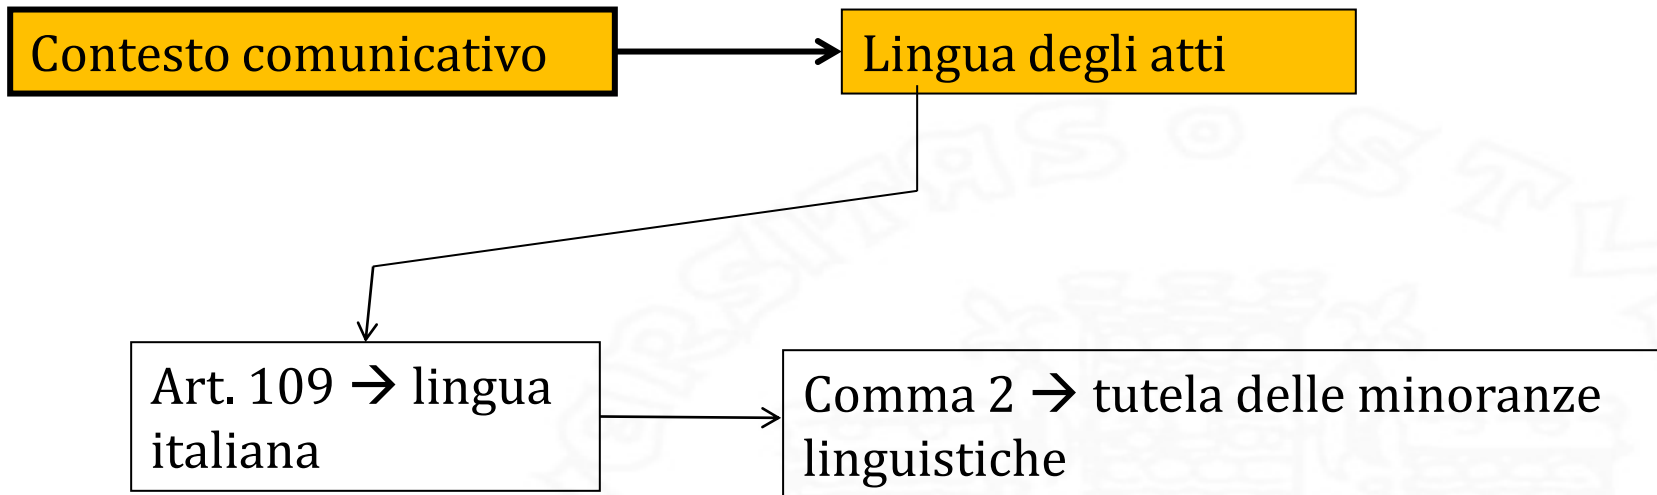 Contesto comunicativo
Lingua degli atti
Art. 109 → lingua
italiana
Comma 2 → tutela delle minoranze
linguistiche